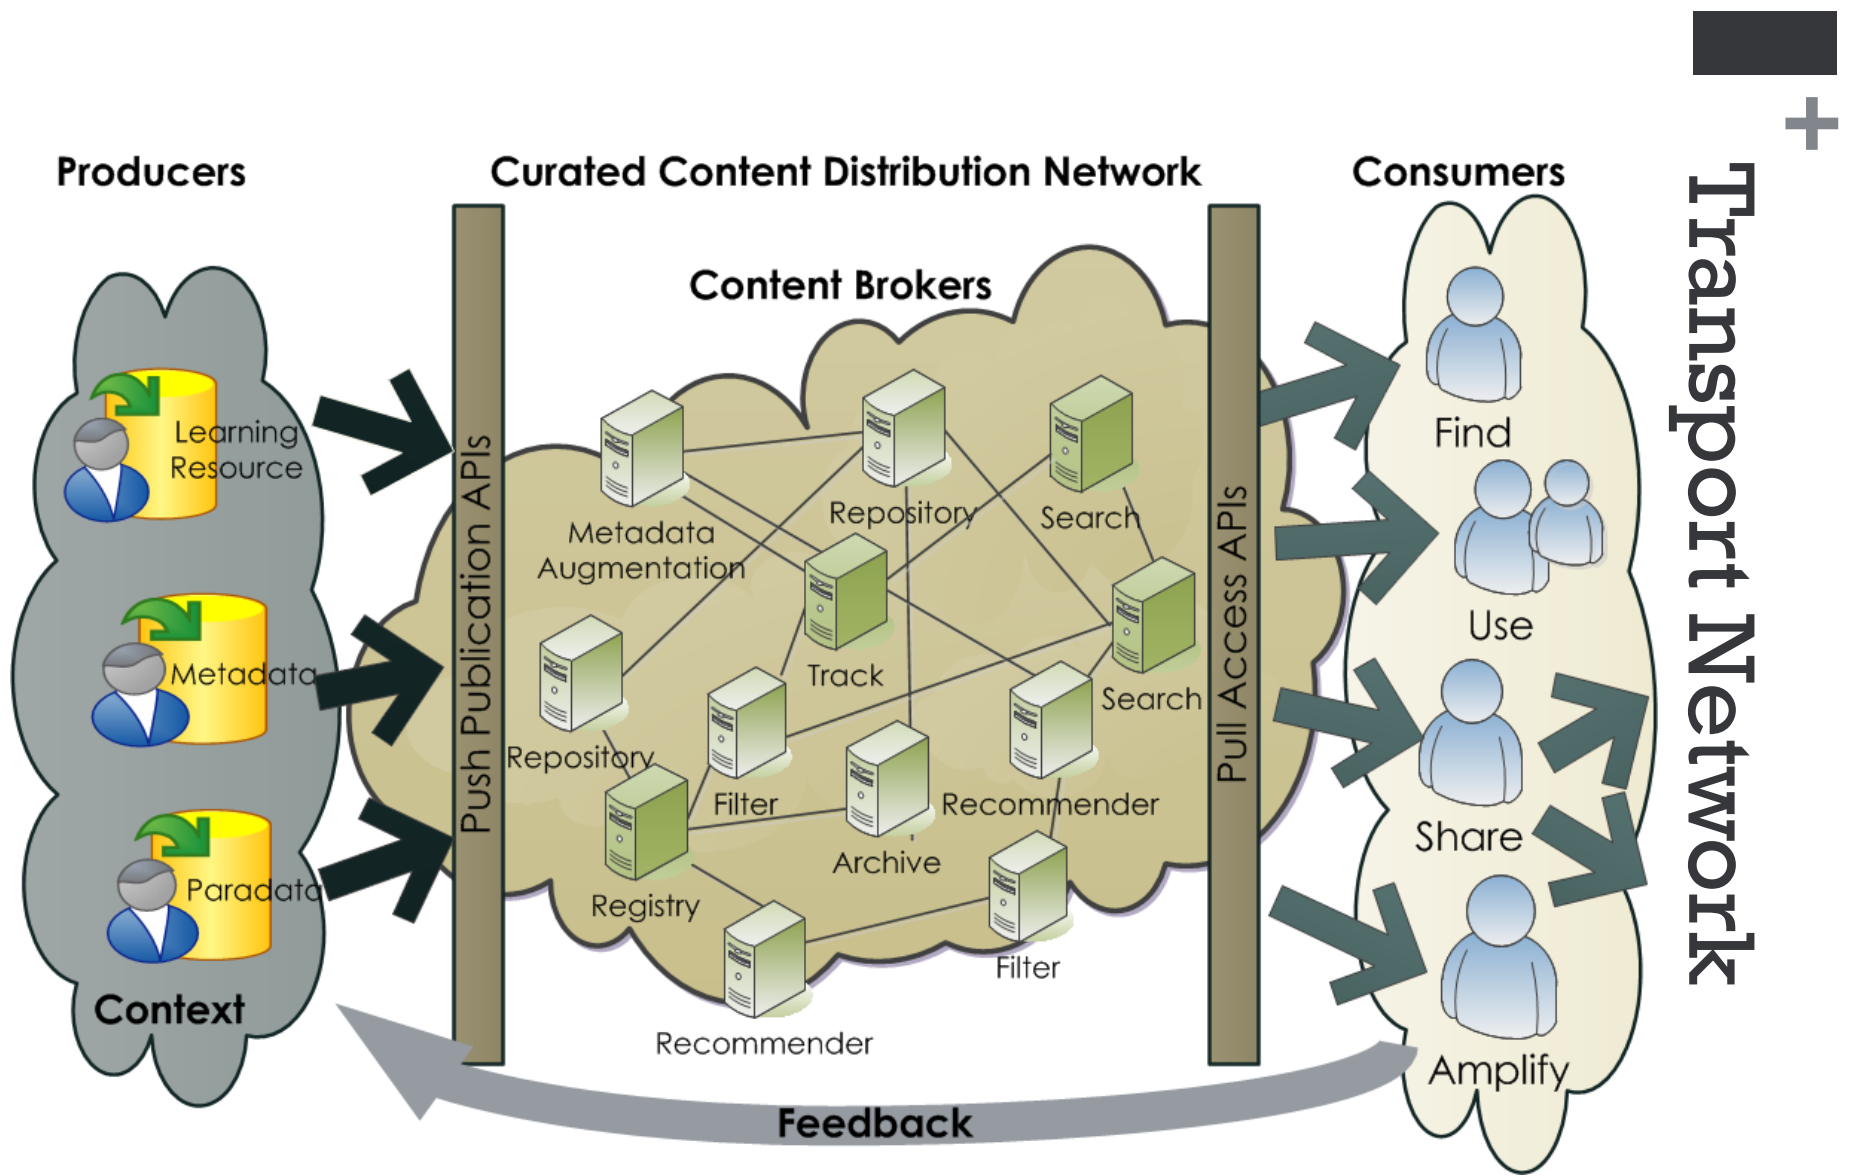 +
Transport Network
Producers
Curated Content Distribution Network
Consumers
Content Brokers
Learning
Resource
Metadata
Paradata
Context
Push Publication APIs
Metadata
Augmentation
Repository
Search
Track
Search
Repository
Filter
Recommender
Archive
Registry
Filter
Recommender
Pull Access APIs
Find
Use
Share
Amplify
Feedback